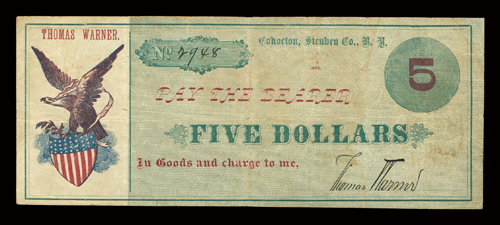 THOMAS WARNER.
No. 2948
Cohocton, Steuben Co., N. Y.
5
PAY THE BEARER
FIVE DOLLARS
In Goods and charge to me.
Thomas Warner